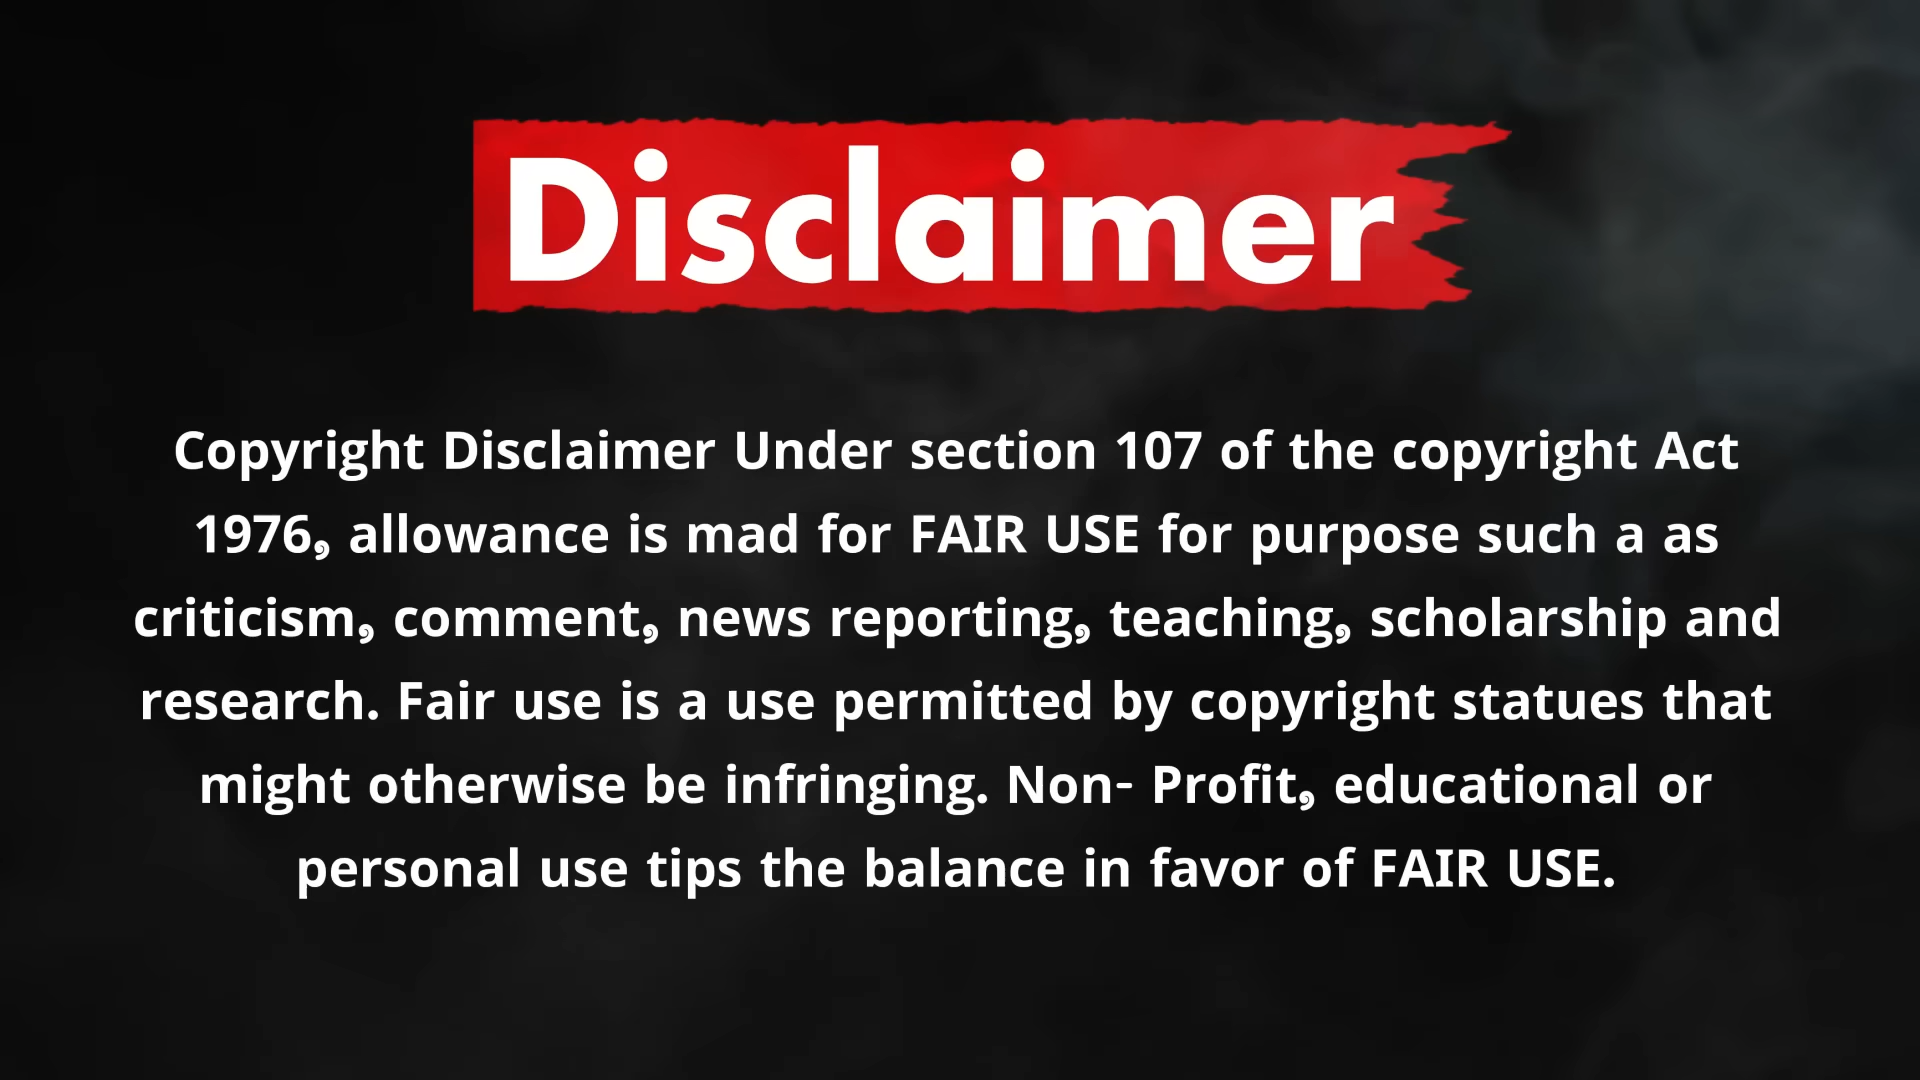 Disclaimer
Copyright Disclaimer Under section 107 of the copyright Act
1976, allowance is mad for FAIR USE for purpose such a as
criticism, comment, news reporting, teaching, scholarship and
research. Fair use is a use permitted by copyright statues that
might otherwise be infringing. Non- Profit, educational or
personal use tips the balance in favor of FAIR USE.